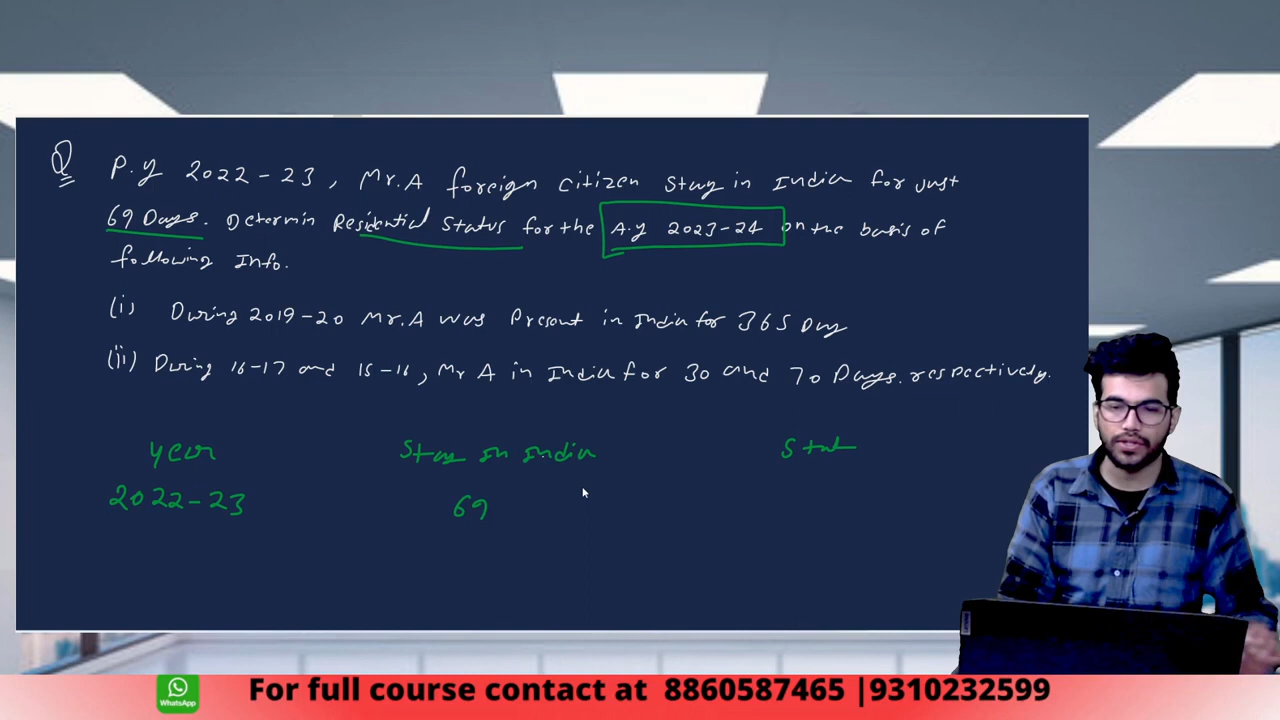 Q P.Y 2022-23, Mr.A foreign citizen stay in India for just
69 Days. Determin Residential Status for the A.Y 2023-24 on the basis of
following Info.
(i) During 2019-20 Mr.A was Present in India for 365 Day
(ii) During 16-17 and 15-16, Mr A in India for 30 and 70 Days. respectively.
year Stay In India
2022-23 69
WhatsApp
For full course contact at 8860587465 |9310232599
Lenovo